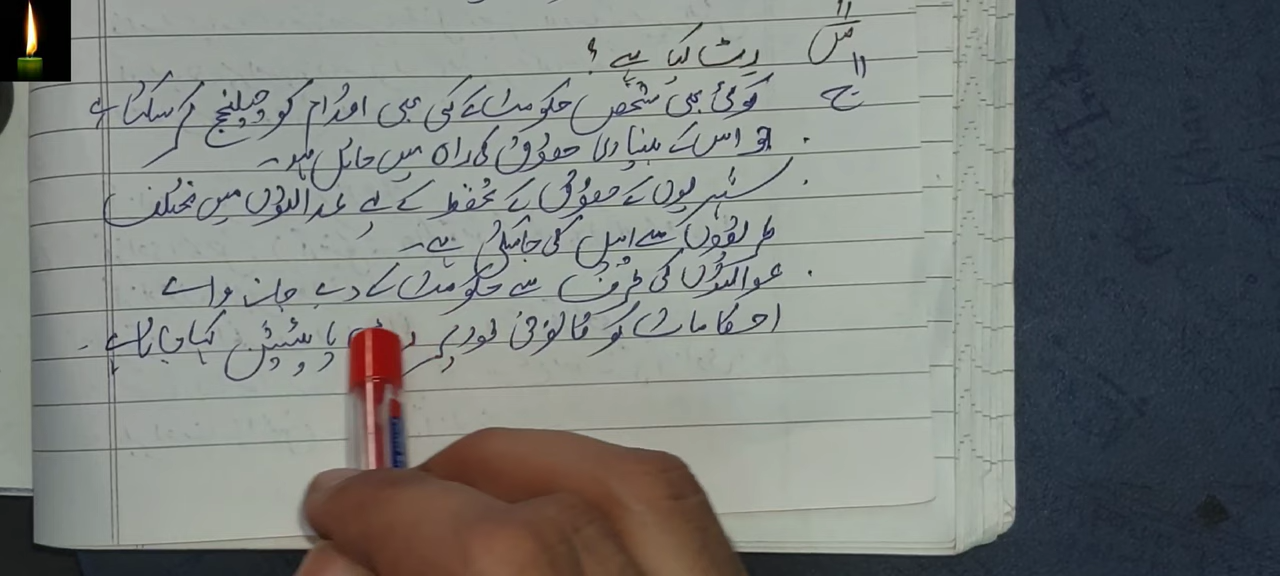 س رٹ کیا ہے ؟
ج کوئی بھی شخص حکومت کے کسی بھی اقدام کو چیلنج کر سکتا ہے
. جو اس کے بنیادی حقوق کی راہ میں حائل ہو۔
. شہریوں کے حقوق کے تحفظ کے لیے عدالتوں میں مختلف
طریقوں سے اپیل کی جاسکتی ہے۔
. عدالتوں کی طرف سے حکومت کے دیے جانے والے
احکامات کو قانونی طور پر یا پٹیشن کہا جاتا ہے ۔